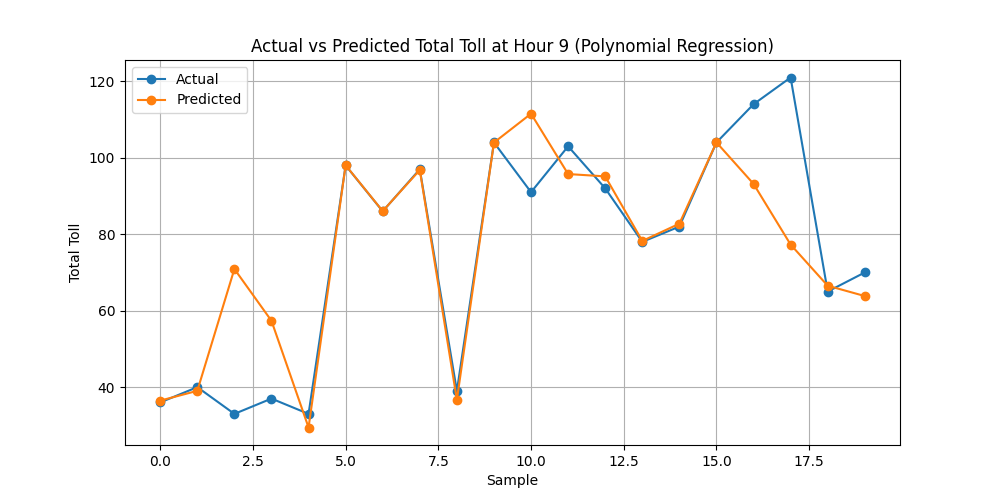 Actual vs Predicted Total Toll at Hour 9 (Polynomial Regression)
Actual
Predicted
120
100
80
60
40
Total Toll
0.0 2.5 5.0 7.5 10.0 12.5 15.0 17.5
Sample